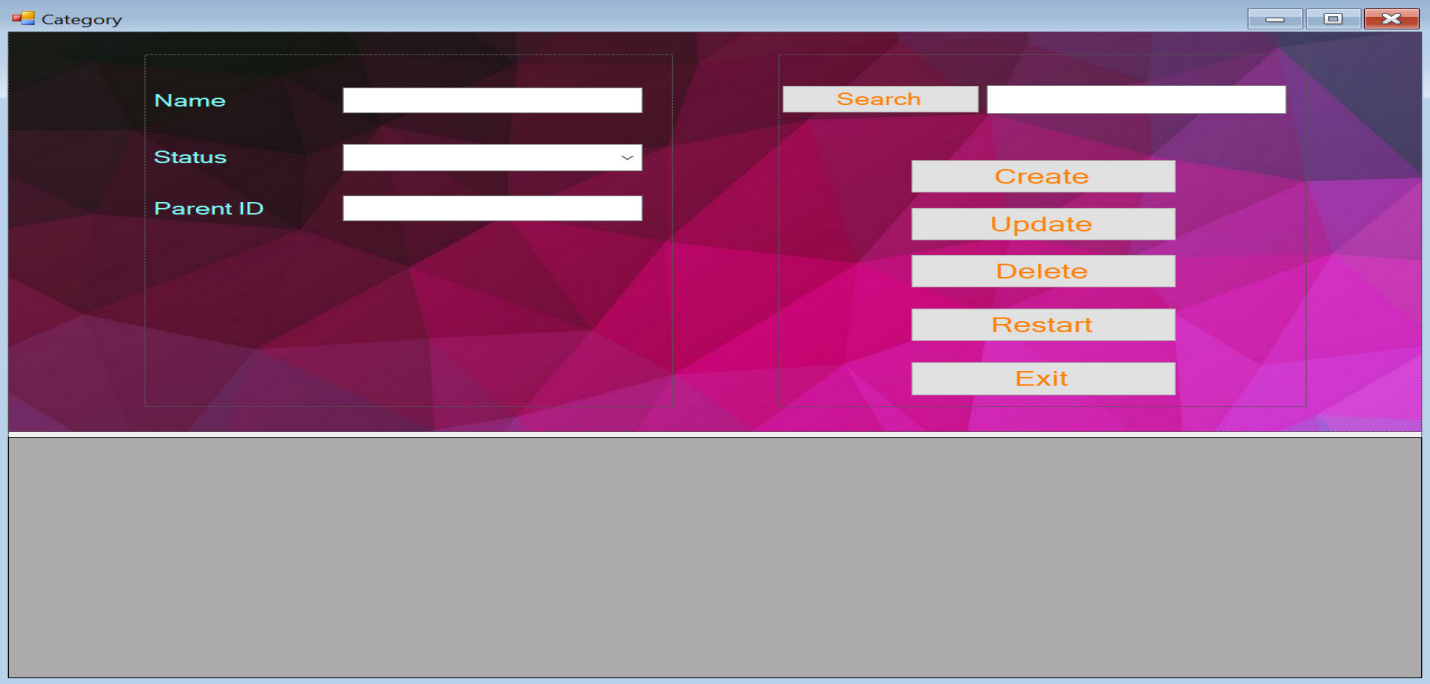 Category
Name
Status
Parent ID
Search
Create
Update
Delete
Restart
Exit